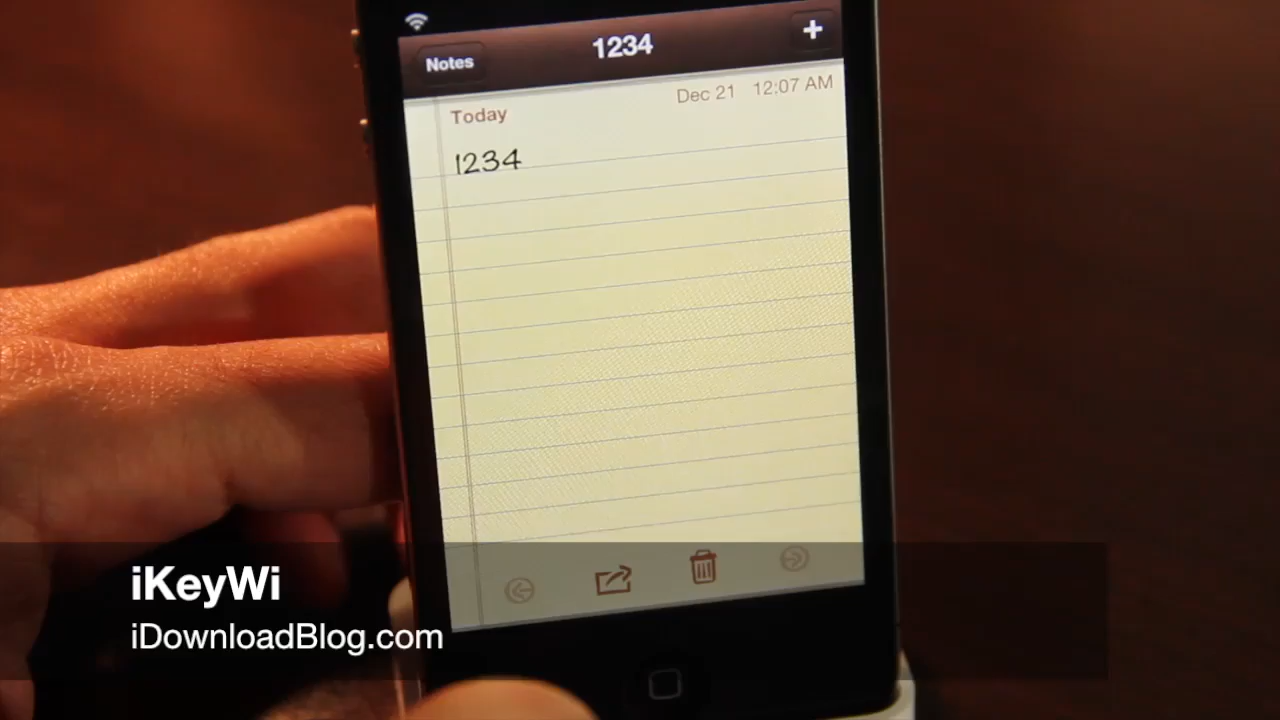 1234
Notes
+
Today
Dec 21 12:07 AM
1234
iKeyWi
iDownloadBlog.com